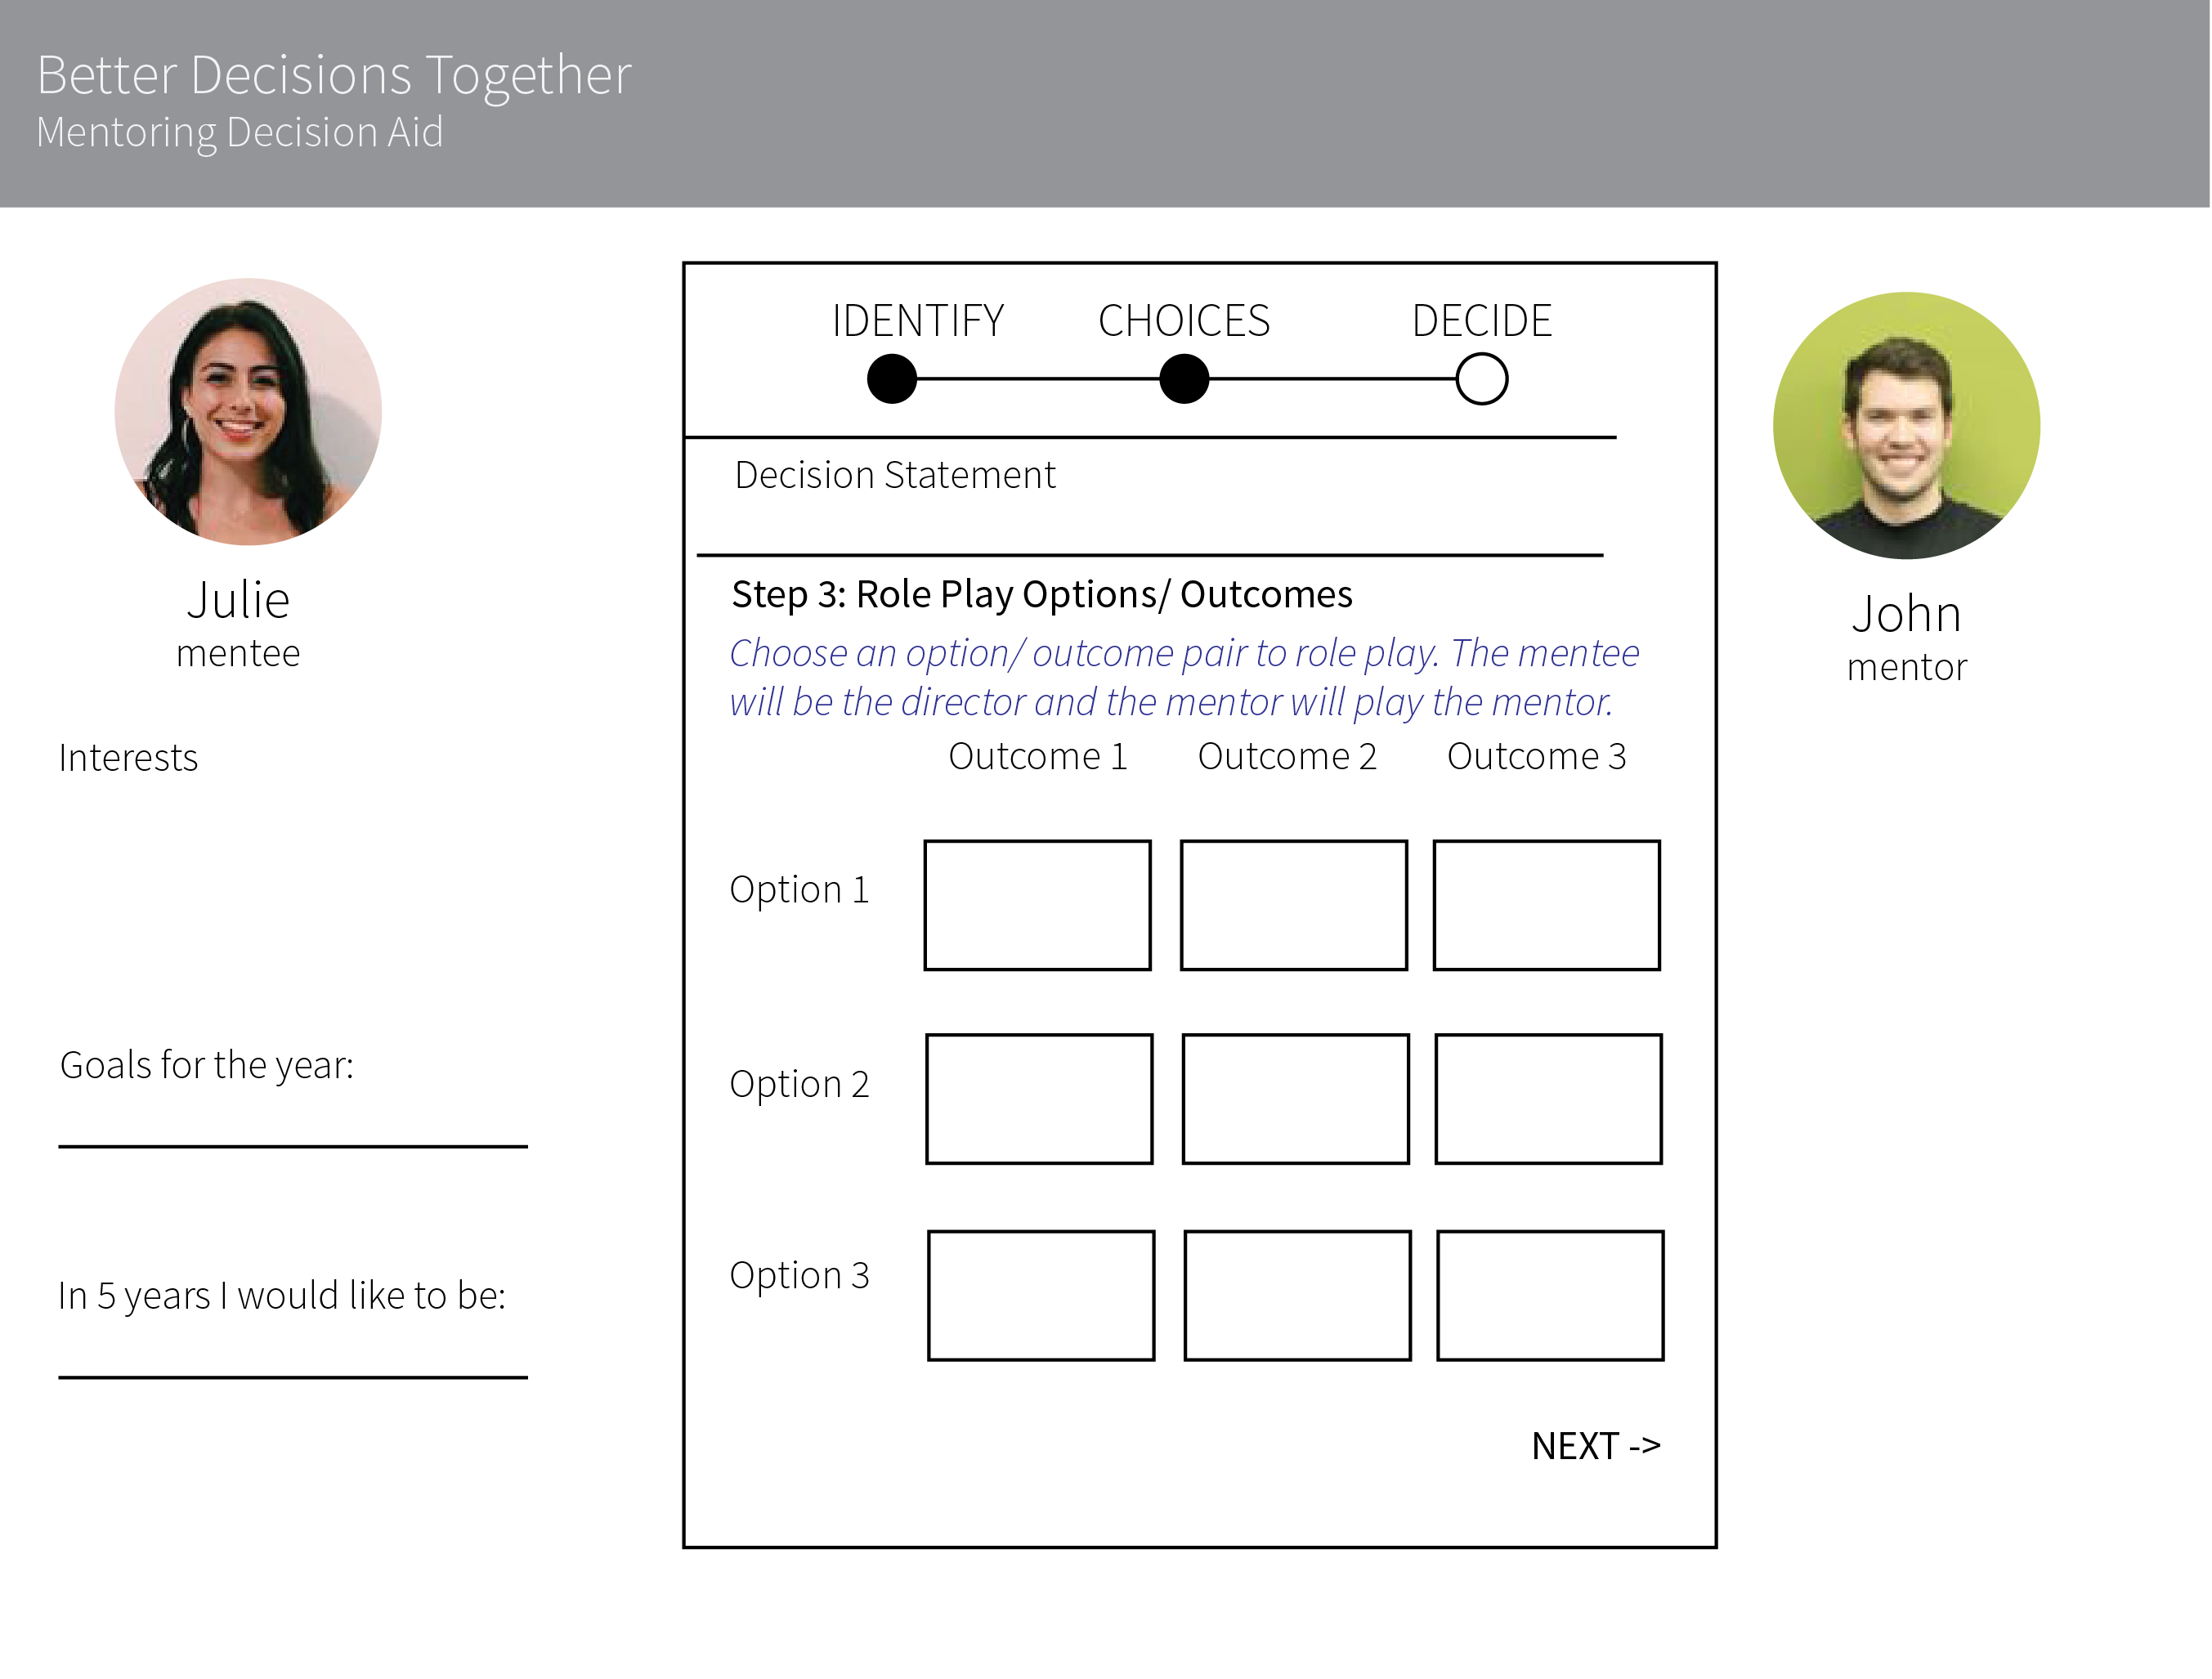 Better Decisions Together
Mentoring Decision Aid
Julie
mentee
Interests
Goals for the year:
In 5 years I would like to be:
IDENTIFY CHOICES DECIDE
Decision Statement
Step 3: Role Play Options/ Outcomes
Choose an option/ outcome pair to role play. The mentee
will be the director and the mentor will play the mentor.
Outcome 1 Outcome 2 Outcome 3
Option 1
Option 2
Option 3
NEXT ->
John
mentor